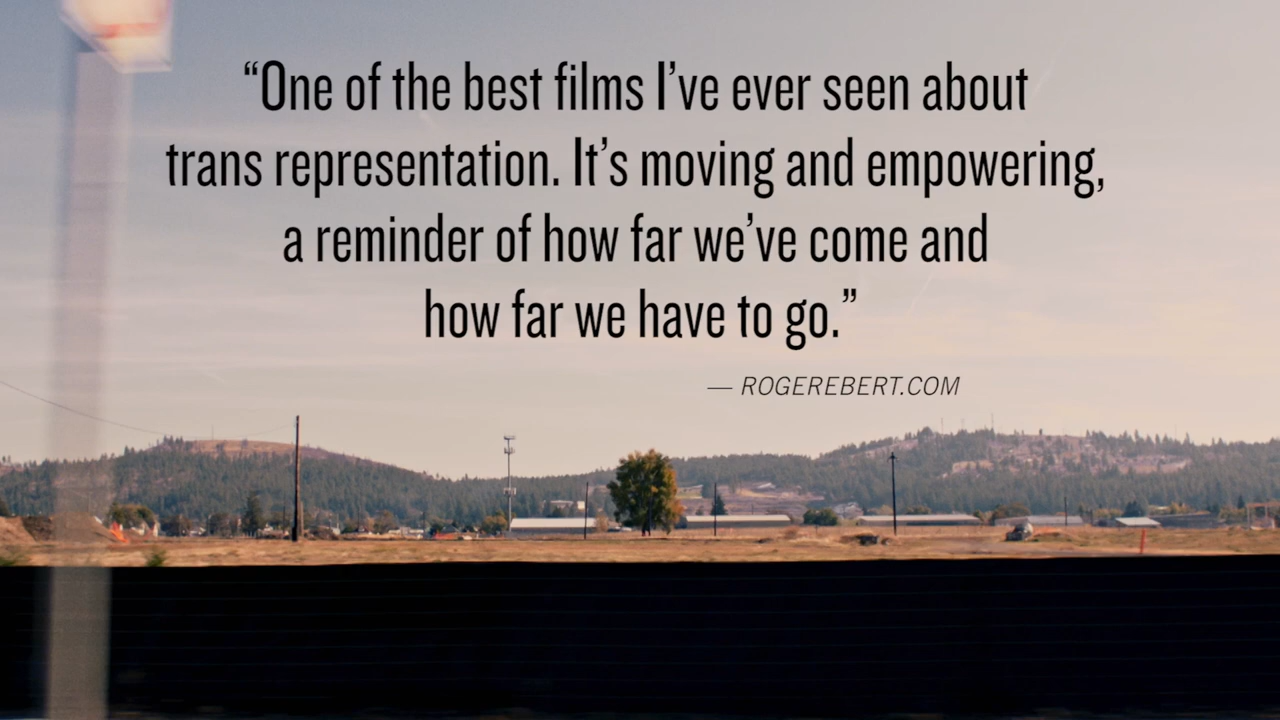 “One of the best films I’ve ever seen about
trans representation. It’s moving and empowering,
a reminder of how far we’ve come and
how far we have to go.”
— ROGEREBERT.COM